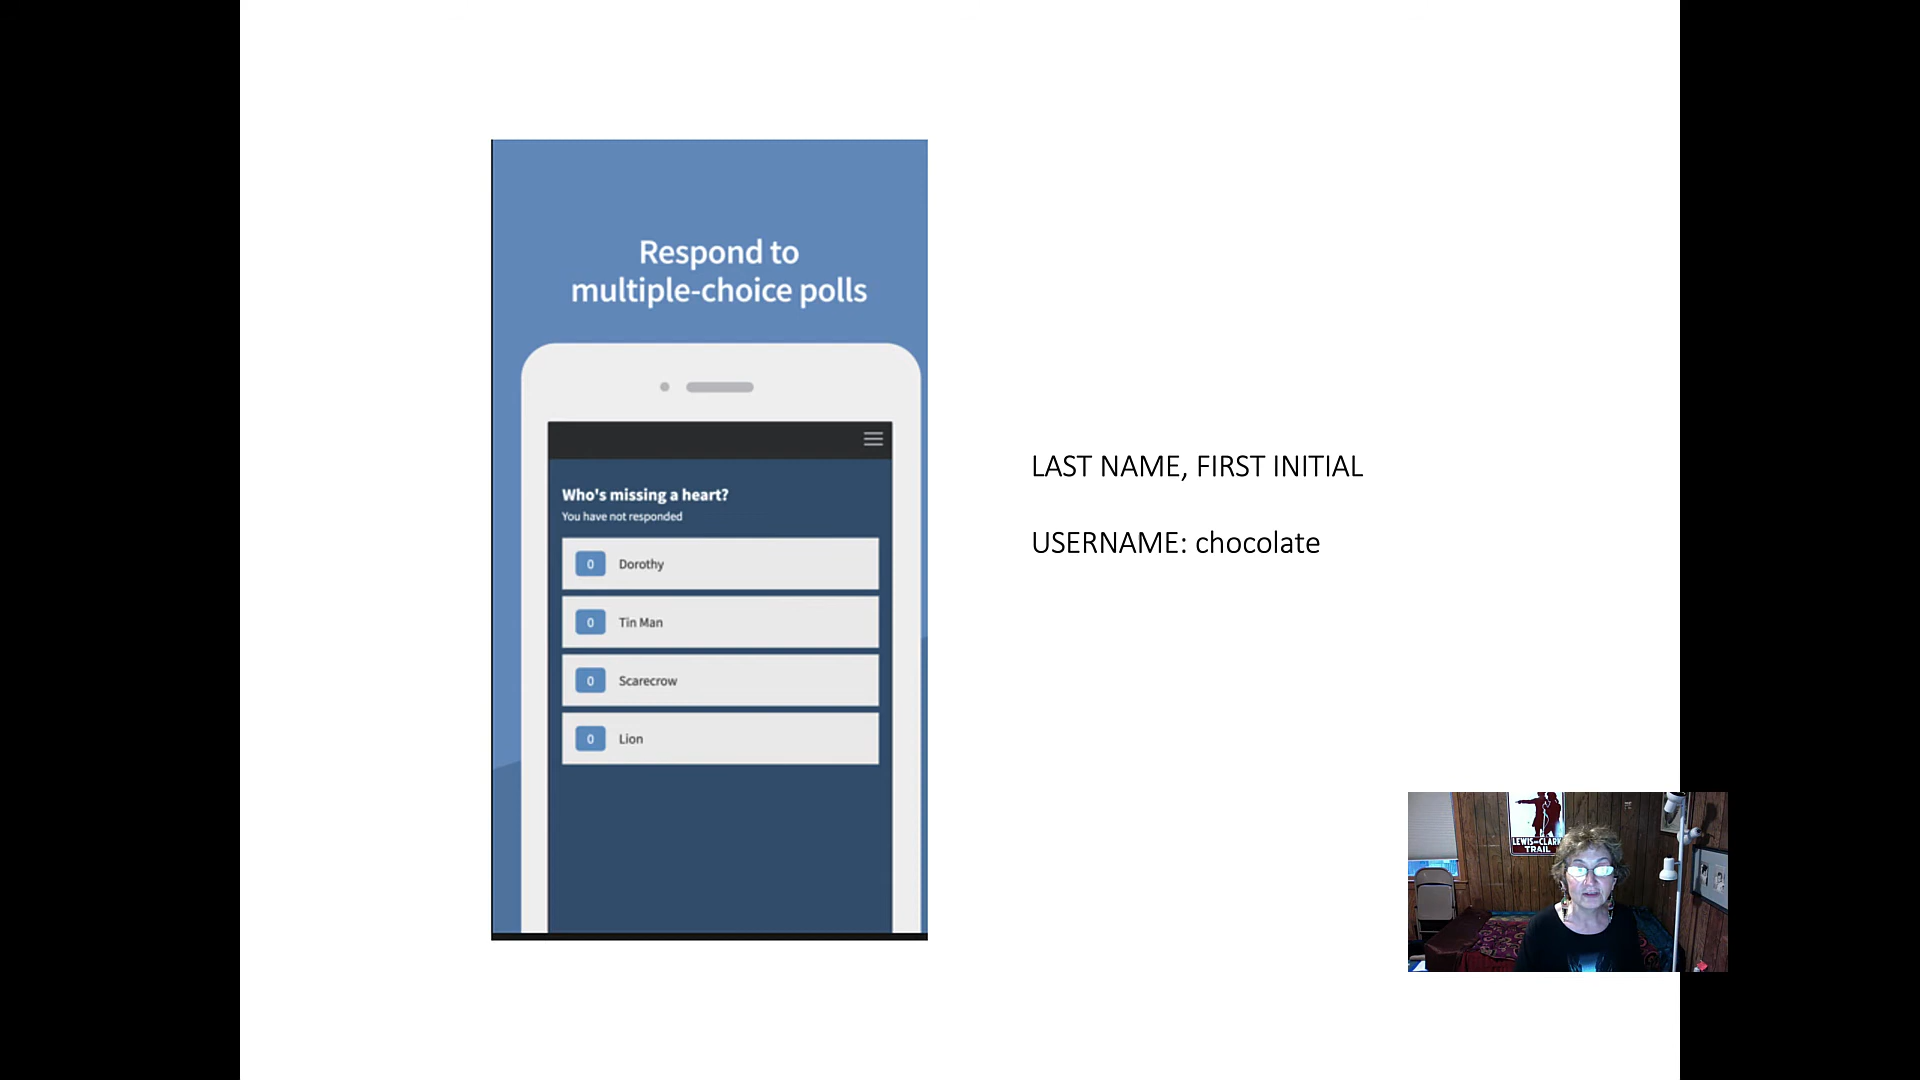 Respond to
multiple-choice polls
Who's missing a heart?
You have not responded
0 Dorothy
0 Tin Man
0 Scarecrow
0 Lion
LAST NAME, FIRST INITIAL
USERNAME: chocolate
LEWIS-CLARK
TRAIL